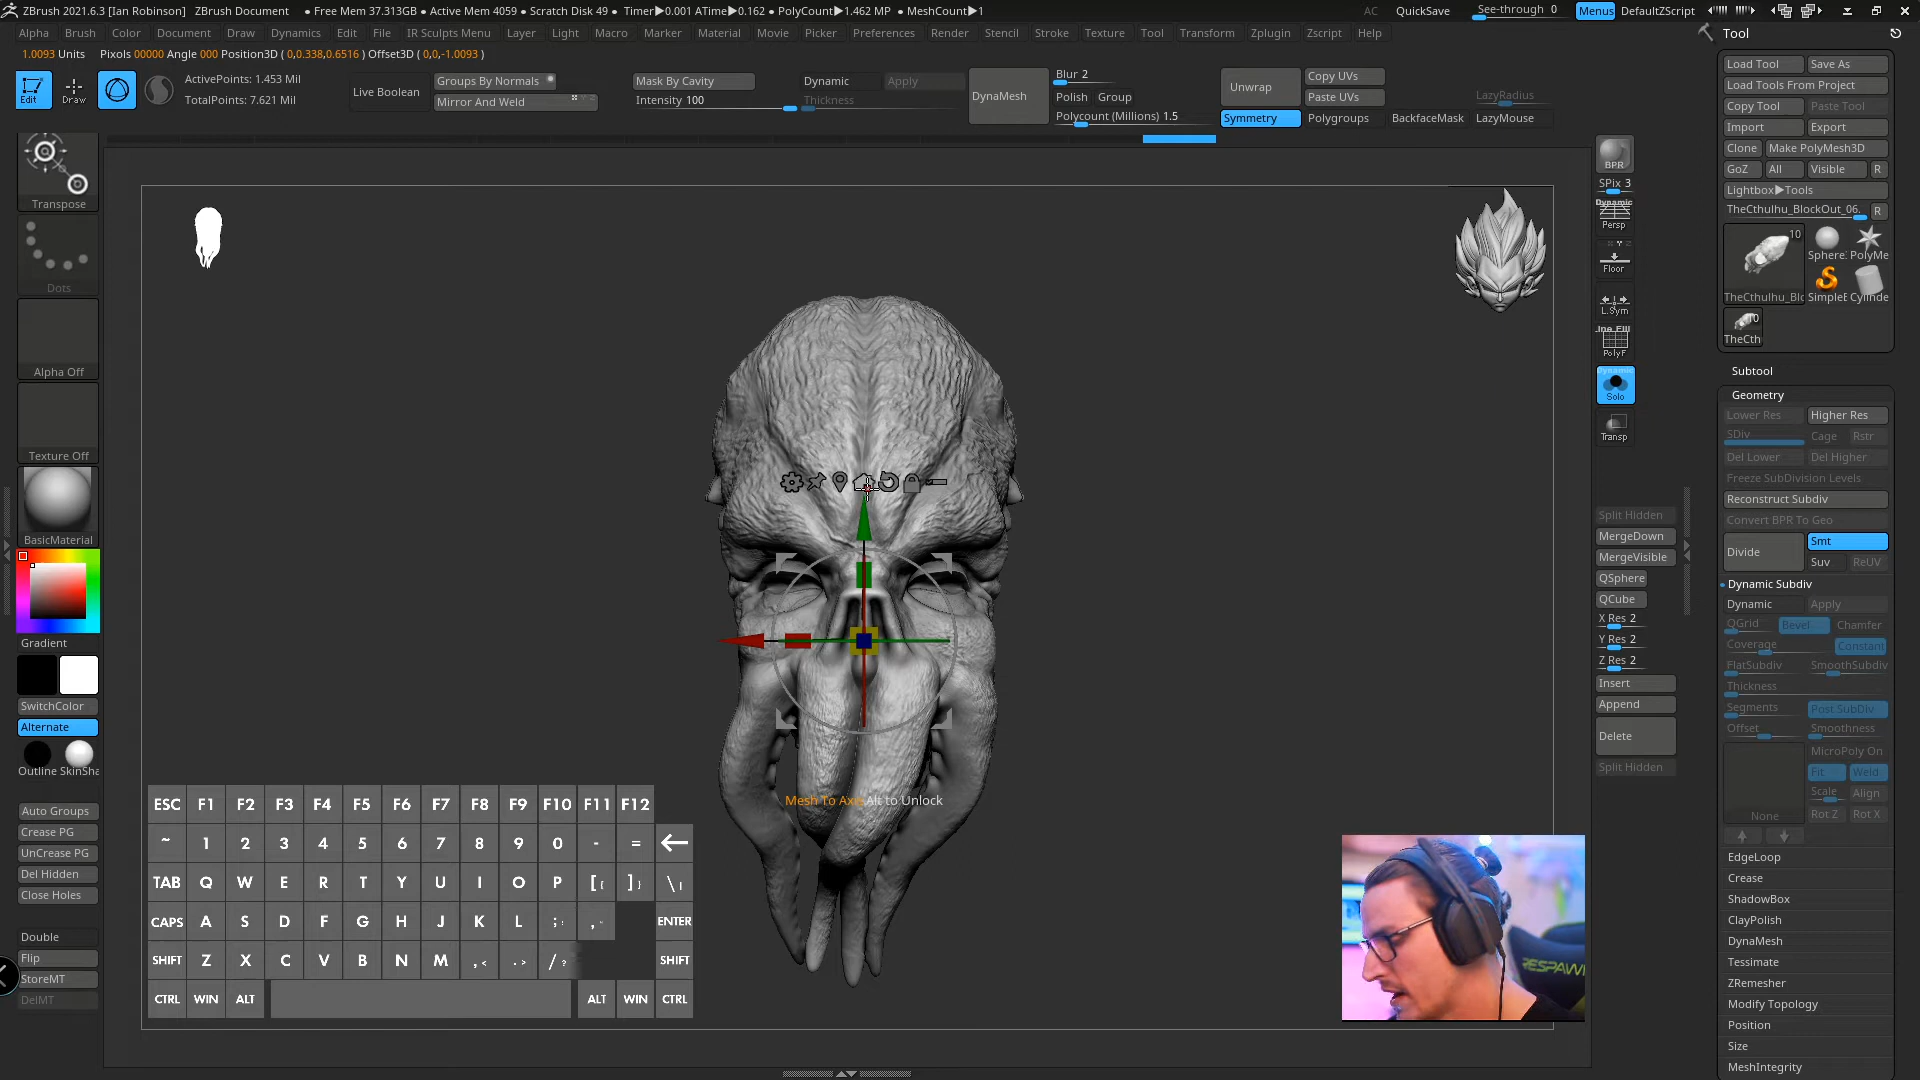 ZBrush 2021.6.3 [Ian Robinson] ZBrush Document • Free Mem 37.313GB • Active Mem 4059 • Scratch Disk 49 • Timer▶0.001 ATime▶0.162 • PolyCount▶1.462 MP • MeshCount▶1 AC QuickSave See-through 0 Menus DefaultZScript
Alpha Brush Color Document Draw Dynamics Edit File IR Sculpts Menu Layer Light Macro Marker Material Movie Picker Preferences Render Stencil Stroke Texture Tool Transform Zplugin Zscript Help
1.0093 Units Pixols 00000 Angle 000 Position3D ( 0,0.338,0.6516 ) Offset3D ( 0,0,-1.0093 )
Edit
Draw
ActivePoints: 1.453 Mil
TotalPoints: 7.621 Mil
Live Boolean
Groups By Normals
Mirror And Weld
Mask By Cavity
Intensity 100
Dynamic Apply
Thickness
DynaMesh
Blur 2
Polish Group
Polycount (Millions) 1.5
Unwrap
Symmetry
Copy UVs
Paste UVs
Polygroups
BackfaceMask
LazyRadius
LazyMouse
Transpose
Dots
Alpha Off
Texture Off
BasicMaterial
Gradient
SwitchColor
Alternate
Outline SkinSha
Auto Groups
Crease PG
UnCrease PG
Del Hidden
Close Holes
Double
Flip
StoreMT
DelMT
Mesh To Axis Alt to Unlock
ESC F1 F2 F3 F4 F5 F6 F7 F8 F9 F10 F11 F12
~ 1 2 3 4 5 6 7 8 9 0 - =
TAB Q W E R T Y U I O P [{ ]} \|
CAPS A S D F G H J K L ; : , ENTER
SHIFT Z X C V B N M ,< .> /? SHIFT
CTRL WIN ALT ALT WIN CTRL
RESPAWN
BPR
SPix 3
Dynamic
Persp
Floor
L.Sym
Line Fill
PolyF
Dynamic
Solo
Transp
Split Hidden
MergeDown
MergeVisible
QSphere
QCube
X Res 2
Y Res 2
Z Res 2
Insert
Append
Delete
Split Hidden
Tool
Load Tool Save As
Load Tools From Project
Copy Tool Paste Tool
Import Export
Clone Make PolyMesh3D
GoZ All Visible R
Lightbox▶Tools
TheCthulhu_BlockOut_06. R
10
Sphere: PolyMe
TheCthulhu_Blo SimpleE Cylinde
10
TheCth
Subtool
Geometry
Lower Res Higher Res
SDiv Cage Rstr
Del Lower Del Higher
Freeze SubDivision Levels
Reconstruct Subdiv
Convert BPR To Geo
Divide Smt
Suv ReUV
Dynamic Subdiv
Dynamic Apply
QGrid Bevel Chamfer
Coverage Constant
FlatSubdiv SmoothSubdiv
Thickness
Segments Post SubDiv
Offset Smoothness
MicroPoly On
Fit Weld
Scale Align
None Rot Z Rot X
EdgeLoop
Crease
ShadowBox
ClayPolish
DynaMesh
Tessimate
ZRemesher
Modify Topology
Position
Size
MeshIntegrity